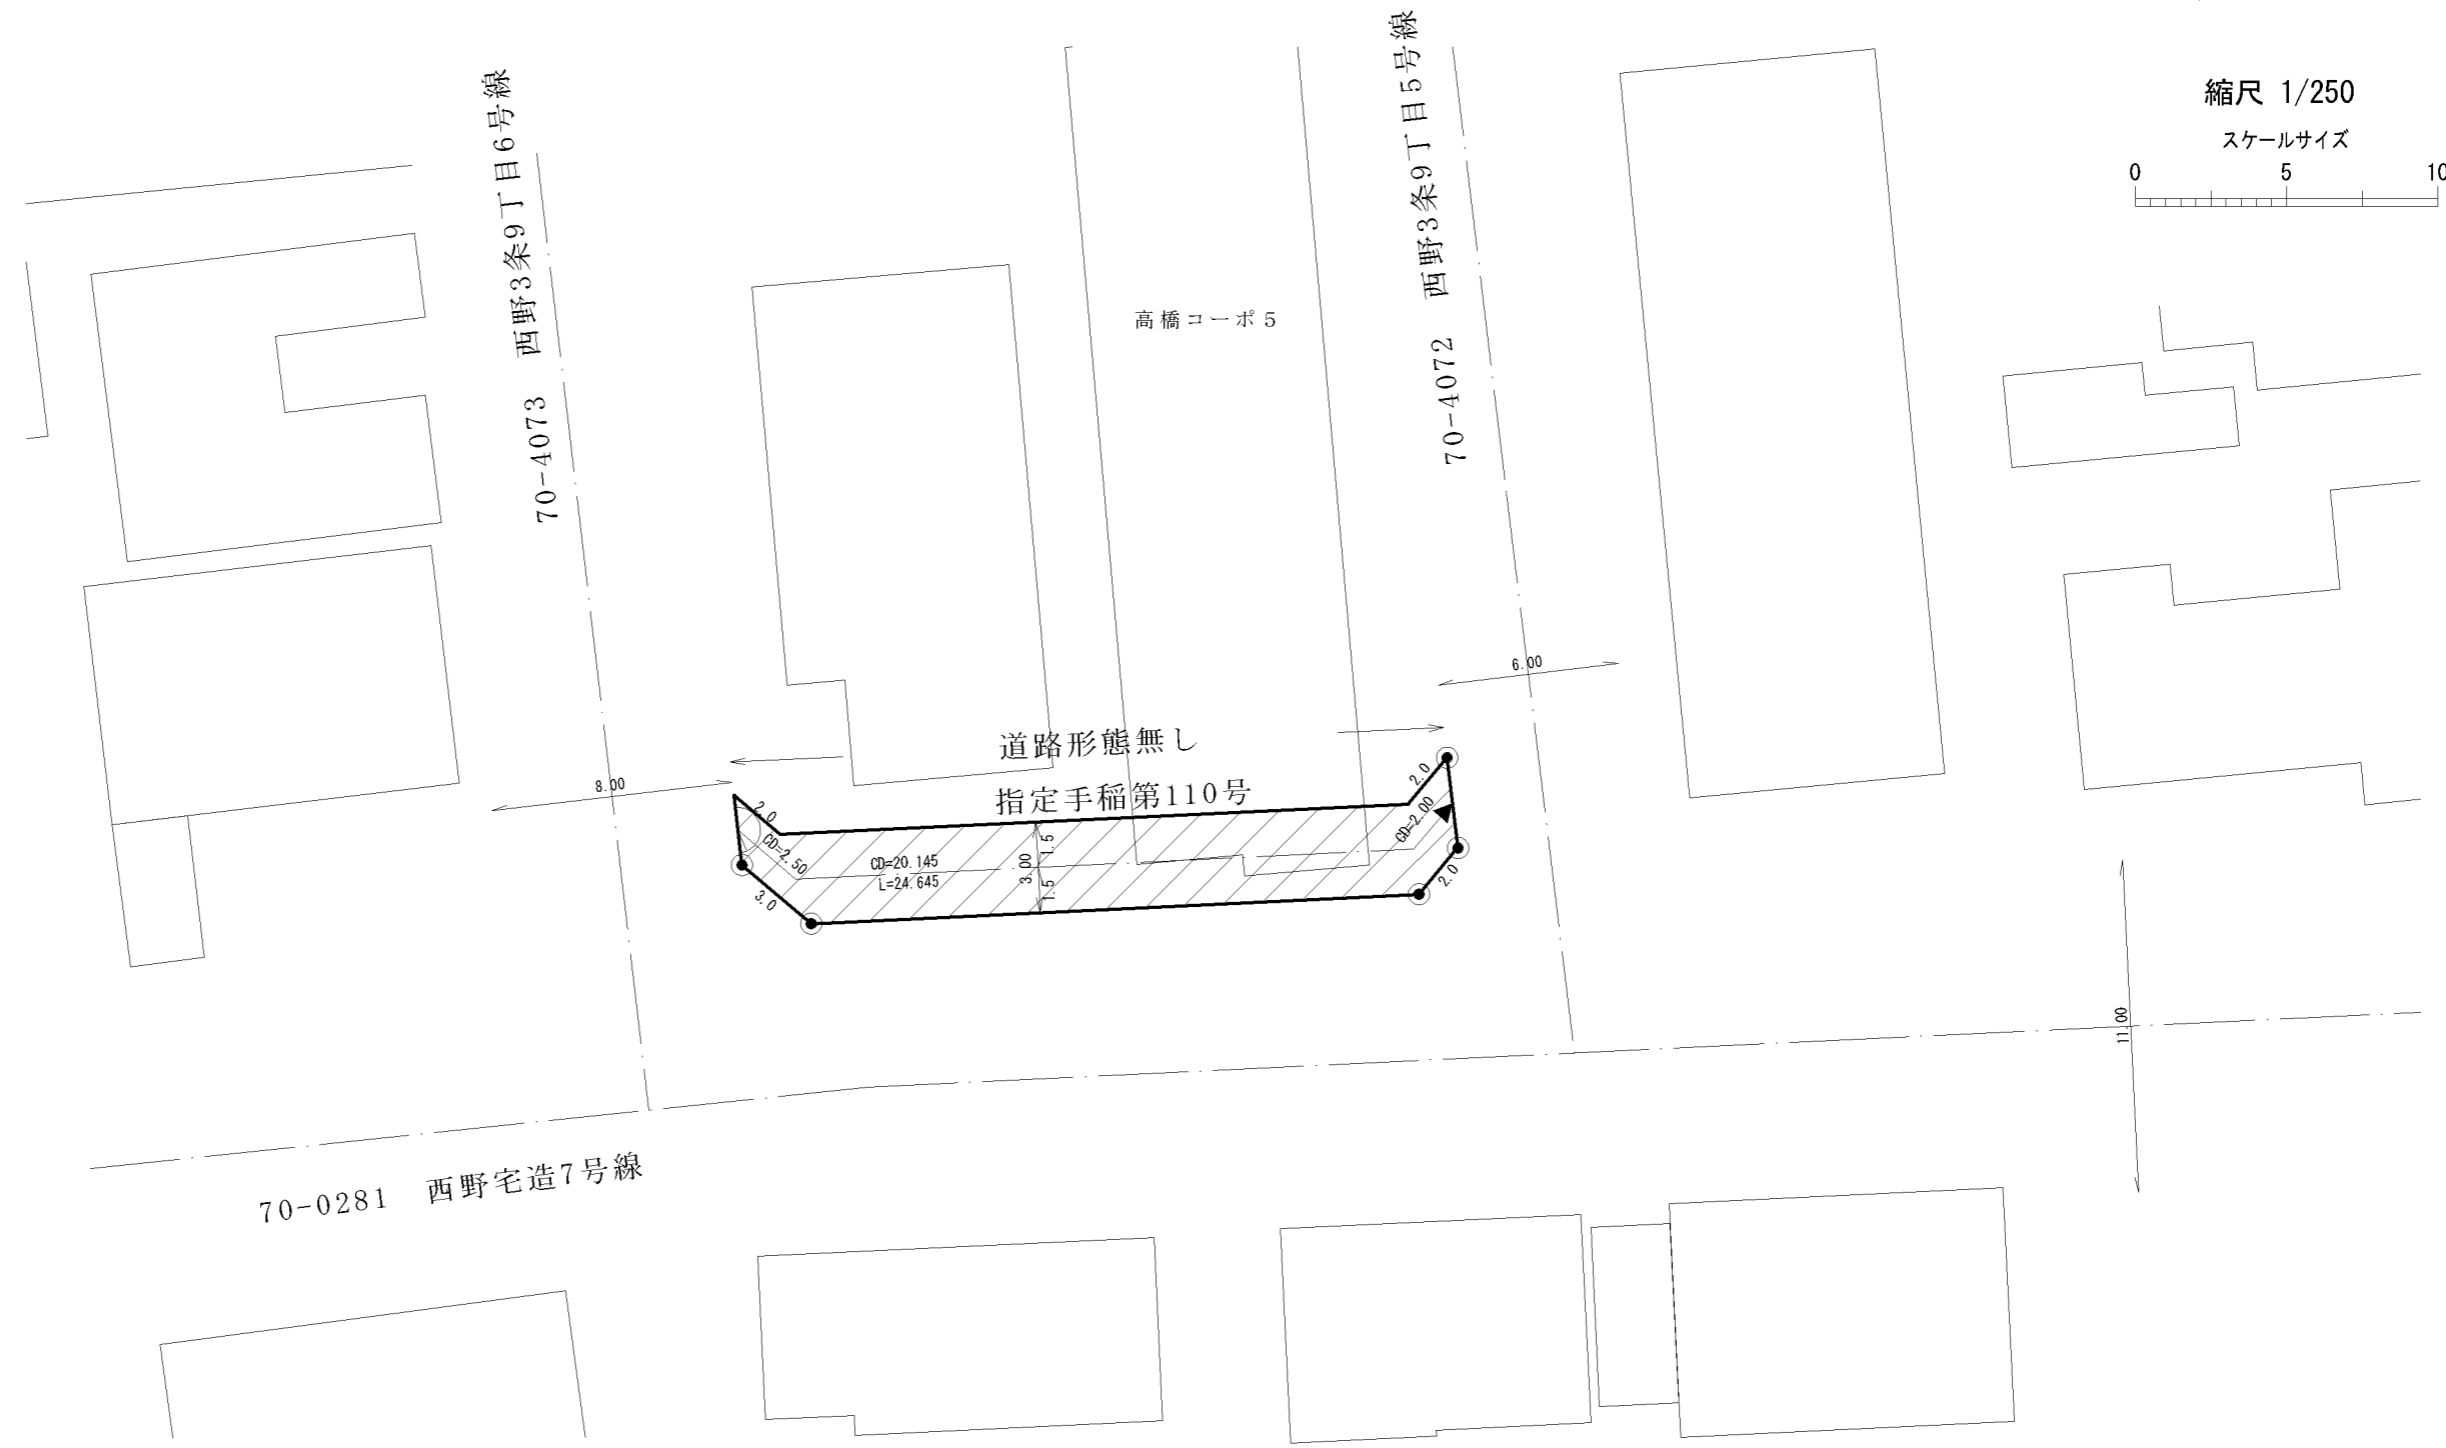 縮尺 1/250
スケールサイズ
0 5 10
70-4073 西野3条9丁目6号線
70-4072 西野3条9丁目5号線
高橋コーポ5
6.00
8.00
道路形態無し
指定手稲第110号
2.0
2.0
CD=2.50
CD=20.145
L=24.645
3.00
1.5
1.5
CD=2.00
3.0
2.0
11.00
70-0281 西野宅造7号線